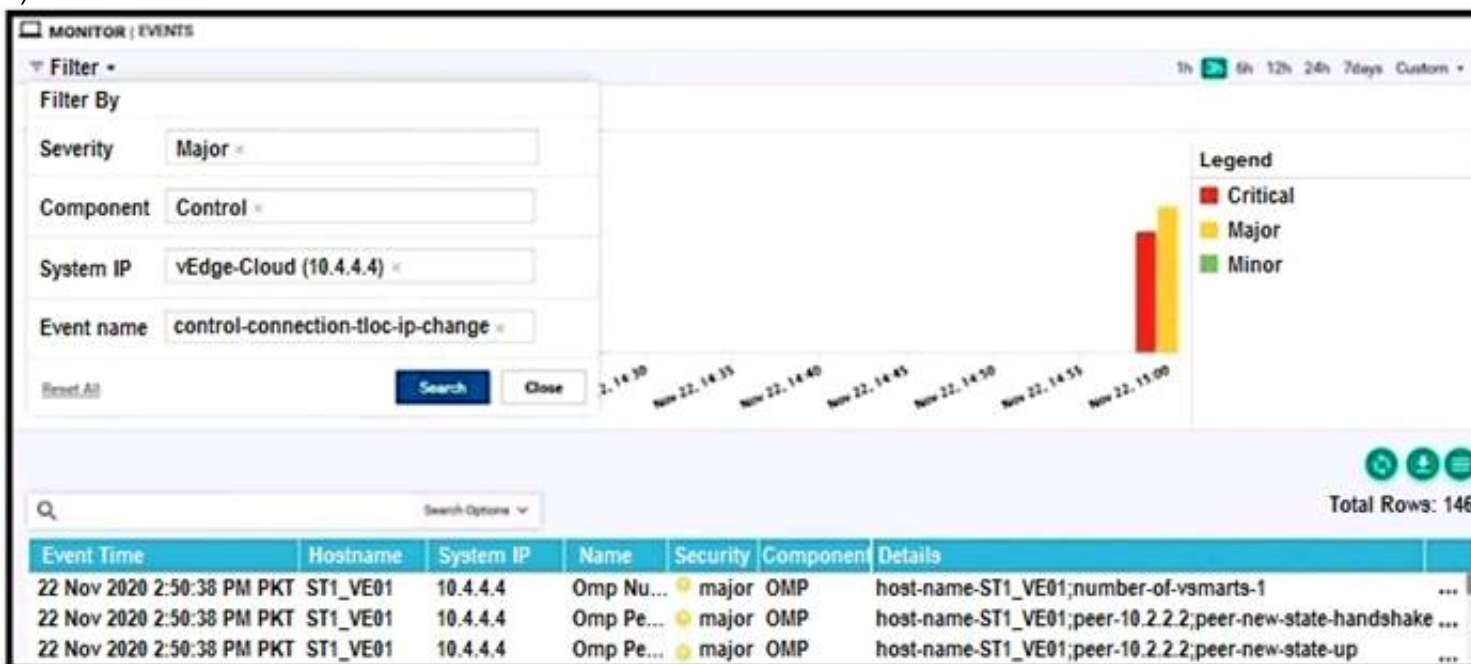 MONITOR | EVENTS
Filter
1h 3h 6h 12h 24h 7days Custom
Filter By
Severity Major ×
Component Control ×
System IP vEdge-Cloud (10.4.4.4) ×
Event name control-connection-tloc-ip-change ×
Reset All Search Close
Legend
Critical
Major
Minor
2, 14:30 Nov 22, 14:35 Nov 22, 14:40 Nov 22, 14:45 Nov 22, 14:50 Nov 22, 14:55 Nov 22, 15:00
Search Options
Total Rows: 146
Event Time Hostname System IP Name Security Component Details
22 Nov 2020 2:50:38 PM PKT ST1_VE01 10.4.4.4 Omp Nu... major OMP host-name-ST1_VE01;number-of-vsmarts-1 ...
22 Nov 2020 2:50:38 PM PKT ST1_VE01 10.4.4.4 Omp Pe... major OMP host-name-ST1_VE01;peer-10.2.2.2;peer-new-state-handshake ...
22 Nov 2020 2:50:38 PM PKT ST1_VE01 10.4.4.4 Omp Pe... major OMP host-name-ST1_VE01;peer-10.2.2.2;peer-new-state-up ...